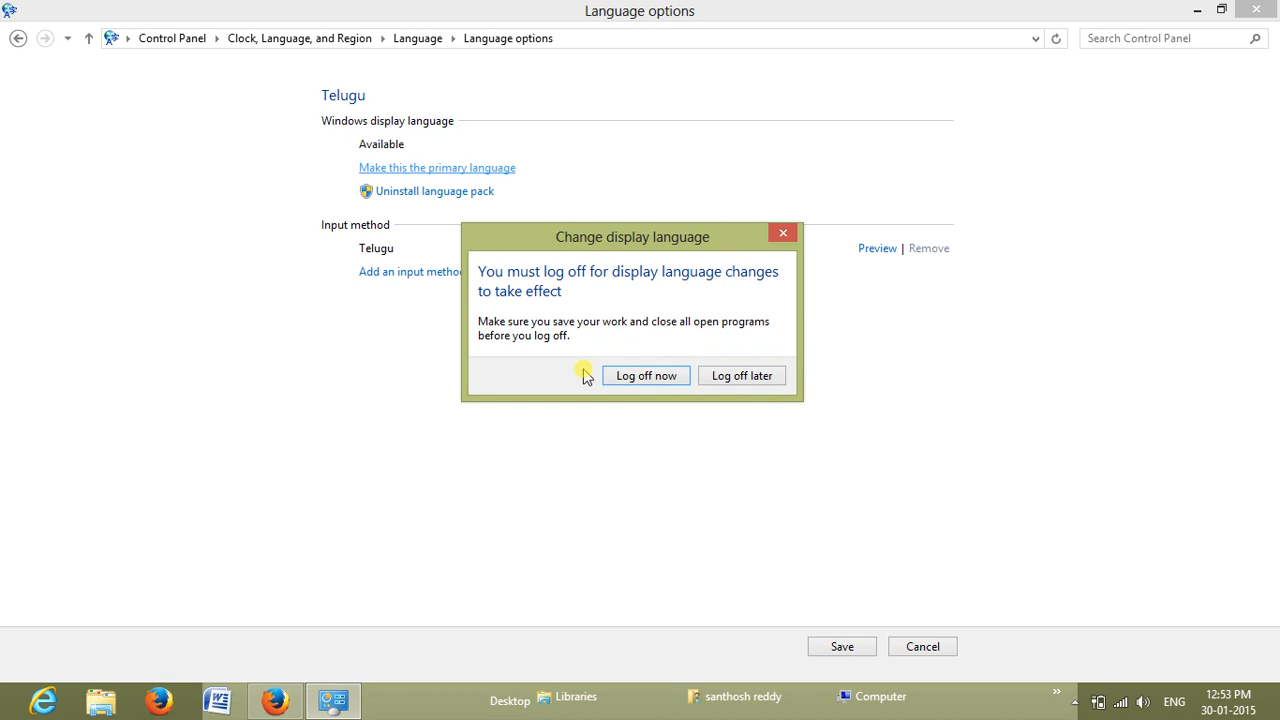 Language options
Control Panel Clock, Language, and Region Language Language options Search Control Panel
Telugu
Windows display language
Available
Make this the primary language
Uninstall language pack
Input method
Telugu Preview | Remove
Add an input metho
Change display language
You must log off for display language changes
to take effect
Make sure you save your work and close all open programs
before you log off.
Log off now Log off later
Save Cancel
Desktop Libraries santhosh reddy Computer » ENG 12:53 PM
30-01-2015